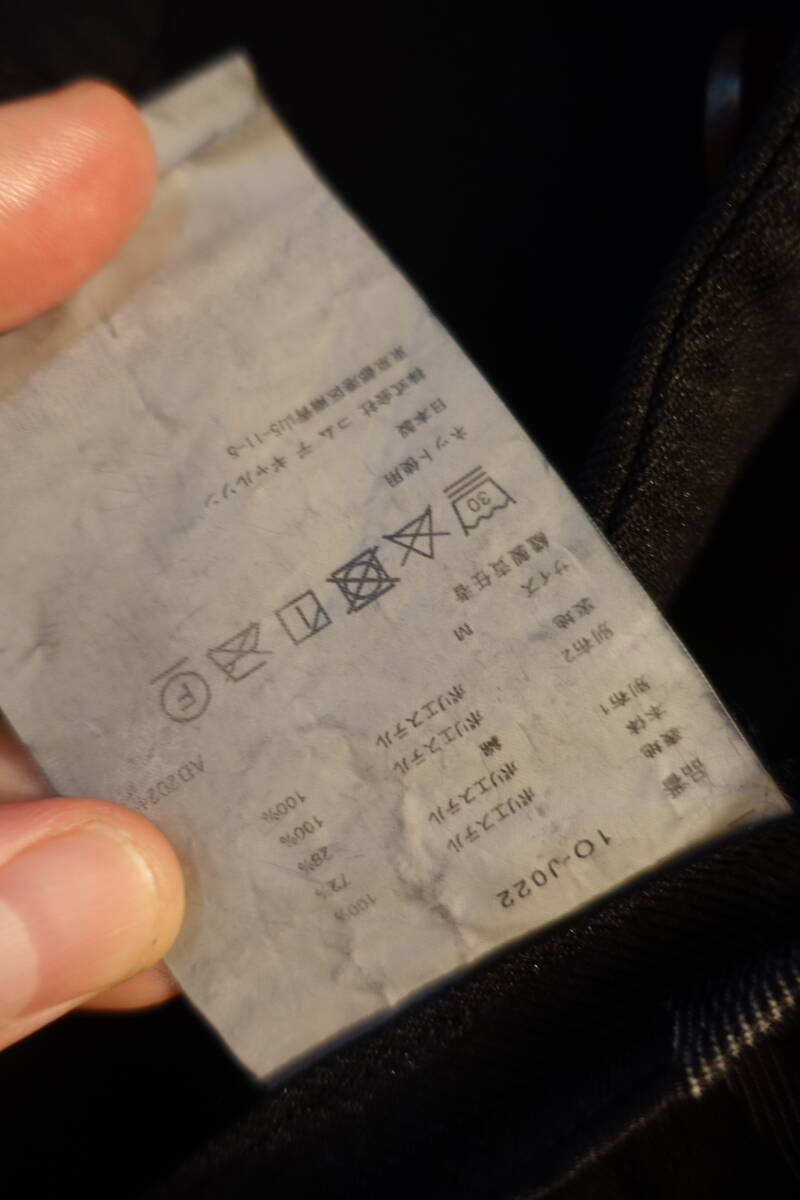 品番 1O-J022
表地
本体 ポリエステル 100%
別布1 ポリエステル 72%
綿 28%
別布2 ポリエステル 100%
裏地 ポリエステル 100%
サイズ M
縫製責任者
30 F
ネット使用
日本製
株式会社 コム デ ギャルソン
東京都港区南青山5-11-5